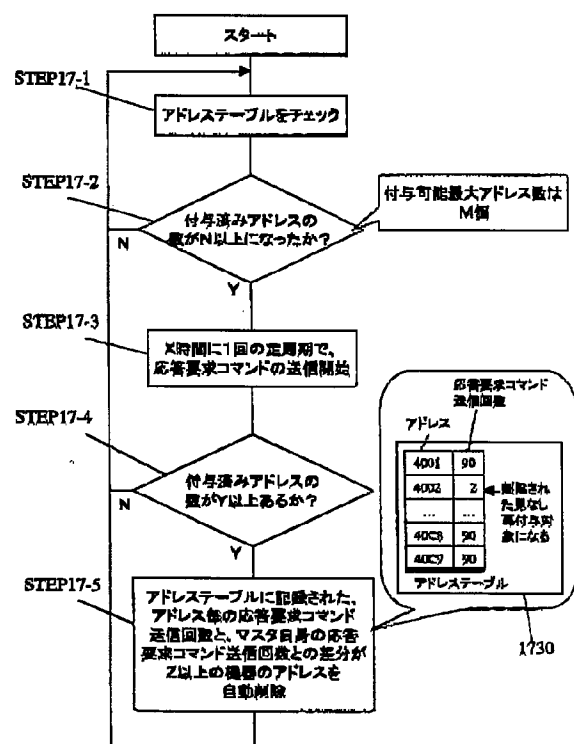 スタート
STEP17-1
アドレステーブルをチェック
STEP17-2
付与済みアドレスの
数がN以上になったか？
付与可能最大アドレス数は
M個
N
Y
STEP17-3
X時間に1回の定周期で、
応答要求コマンドの送信開始
STEP17-4
付与済みアドレスの
数がY以上あるか？
N
Y
応答要求コマンド
送信回数
アドレス
4001 90
4002 2
... ...
40C8 90
40C9 90
削除され
た見なし
再付与対
象になる
アドレステーブル
1730
STEP17-5
アドレステーブルに記録された、
アドレス毎の応答要求コマンド
送信回数と、マスタ自身の応答
要求コマンド送信回数との差分が
Z以上の機器のアドレスを
自動削除